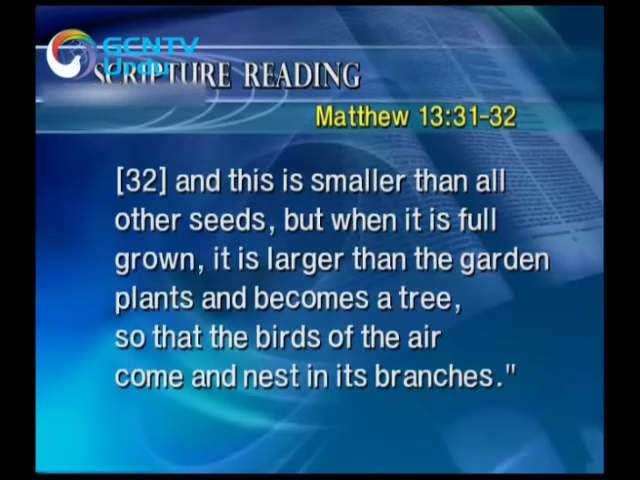 GCNTV
Urdu
SCRIPTURE READING
Matthew 13:31-32
[32] and this is smaller than all
other seeds, but when it is full
grown, it is larger than the garden
plants and becomes a tree,
so that the birds of the air
come and nest in its branches."